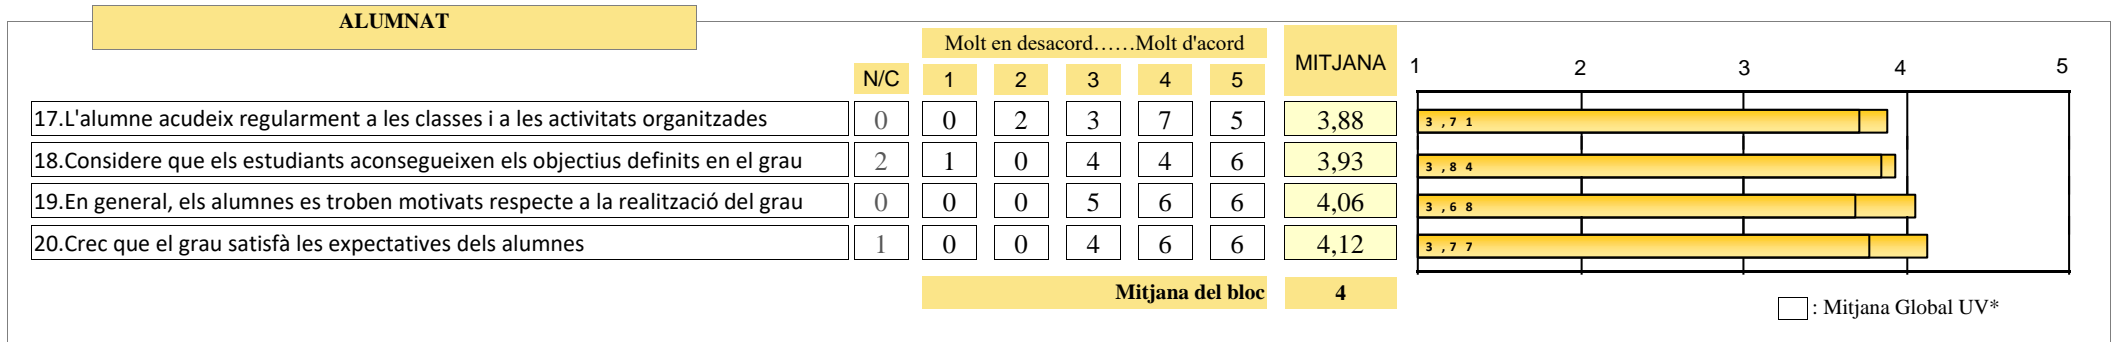 ALUMNAT
Molt en desacord……Molt d'acord
MITJANA
N/C 1 2 3 4 5
1 2 3 4 5
17.L'alumne acudeix regularment a les classes i a les activitats organitzades 0 0 2 3 7 5 3,88 3,71
18.Considere que els estudiants aconsegueixen els objectius definits en el grau 2 1 0 4 4 6 3,93 3,84
19.En general, els alumnes es troben motivats respecte a la realització del grau 0 0 0 5 6 6 4,06 3,68
20.Crec que el grau satisfà les expectatives dels alumnes 1 0 0 4 6 6 4,12 3,77
Mitjana del bloc 4
: Mitjana Global UV*